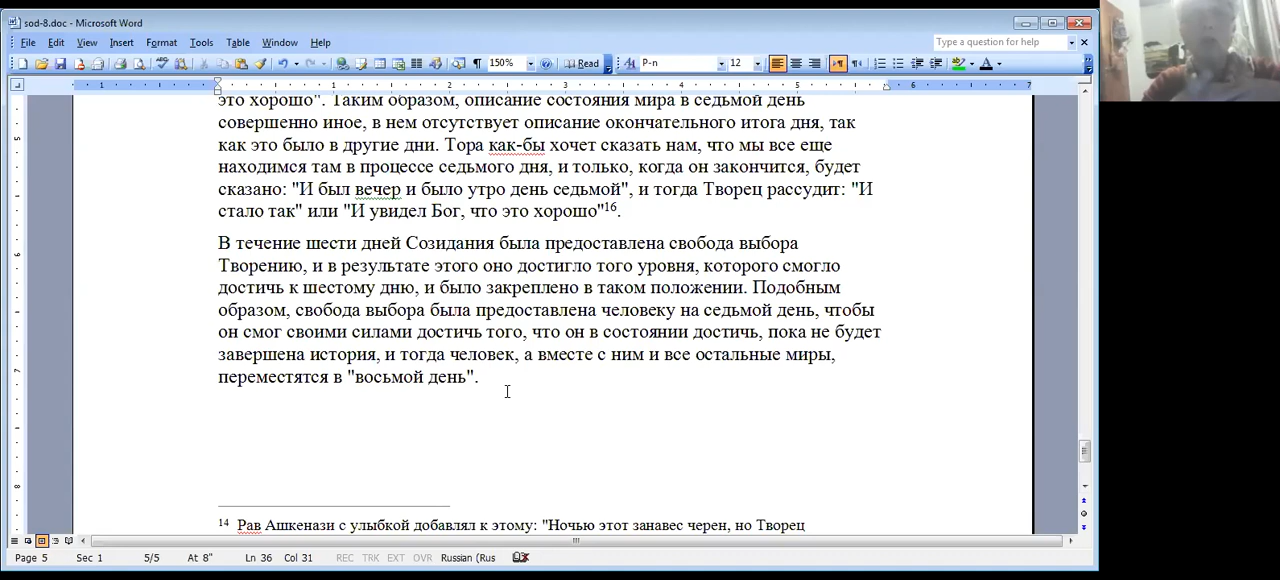 sod-8.doc - Microsoft Word
File Edit View Insert Format Tools Table Window Help
Type a question for help
150% Read P-n 12
1 1 2 3 4 5 6 7
это хорошо". Таким образом, описание состояния мира в седьмой день
совершенно иное, в нем отсутствует описание окончательного итога дня, так
как это было в другие дни. Тора как-бы хочет сказать нам, что мы все еще
находимся там в процессе седьмого дня, и только, когда он закончится, будет
сказано: "И был вечер и было утро день седьмой", и тогда Творец рассудит: "И
стало так" или "И увидел Бог, что это хорошо"16.
В течение шести дней Созидания была предоставлена свобода выбора
Творению, и в результате этого оно достигло того уровня, которого смогло
достичь к шестому дню, и было закреплено в таком положении. Подобным
образом, свобода выбора была предоставлена человеку на седьмой день, чтобы
он смог своими силами достичь того, что он в состоянии достичь, пока не будет
завершена история, и тогда человек, а вместе с ним и все остальные миры,
переместятся в "восьмой день".
14 Рав Ашкенази с улыбкой добавлял к этому: "Ночью этот занавес черен, но Творец
Page 5 Sec 1 5/5 At 8" Ln 36 Col 31 REC TRK EXT OVR Russian (Rus